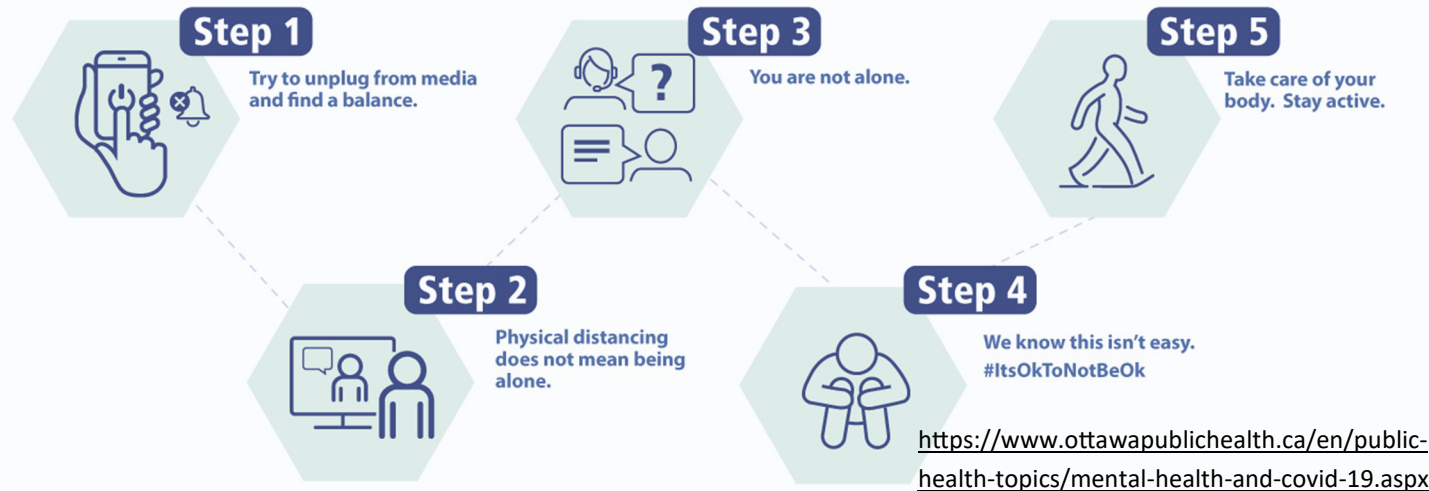 Step 1
Try to unplug from media
and find a balance.
Step 2
Physical distancing
does not mean being
alone.
Step 3
?
You are not alone.
Step 4
We know this isn't easy.
#ItsOkToNotBeOk
Step 5
Take care of your
body.  Stay active.
https://www.ottawapublichealth.ca/en/public-
health-topics/mental-health-and-covid-19.aspx